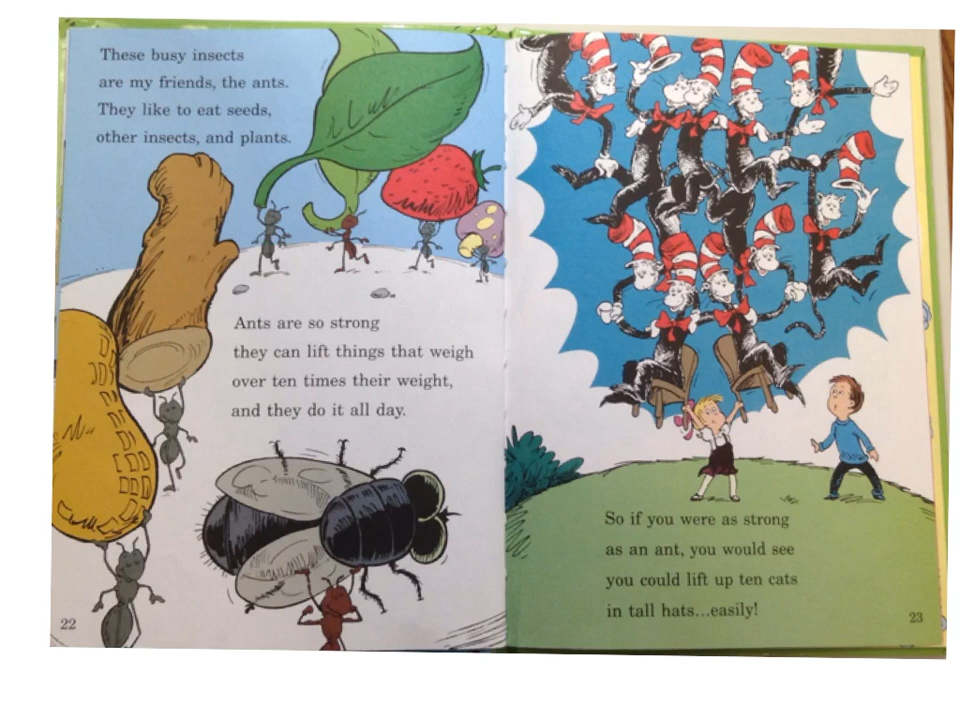 These busy insects
are my friends, the ants.
They like to eat seeds,
other insects, and plants.
Ants are so strong
they can lift things that weigh
over ten times their weight,
and they do it all day.
22
So if you were as strong
as an ant, you would see
you could lift up ten cats
in tall hats...easily!
23